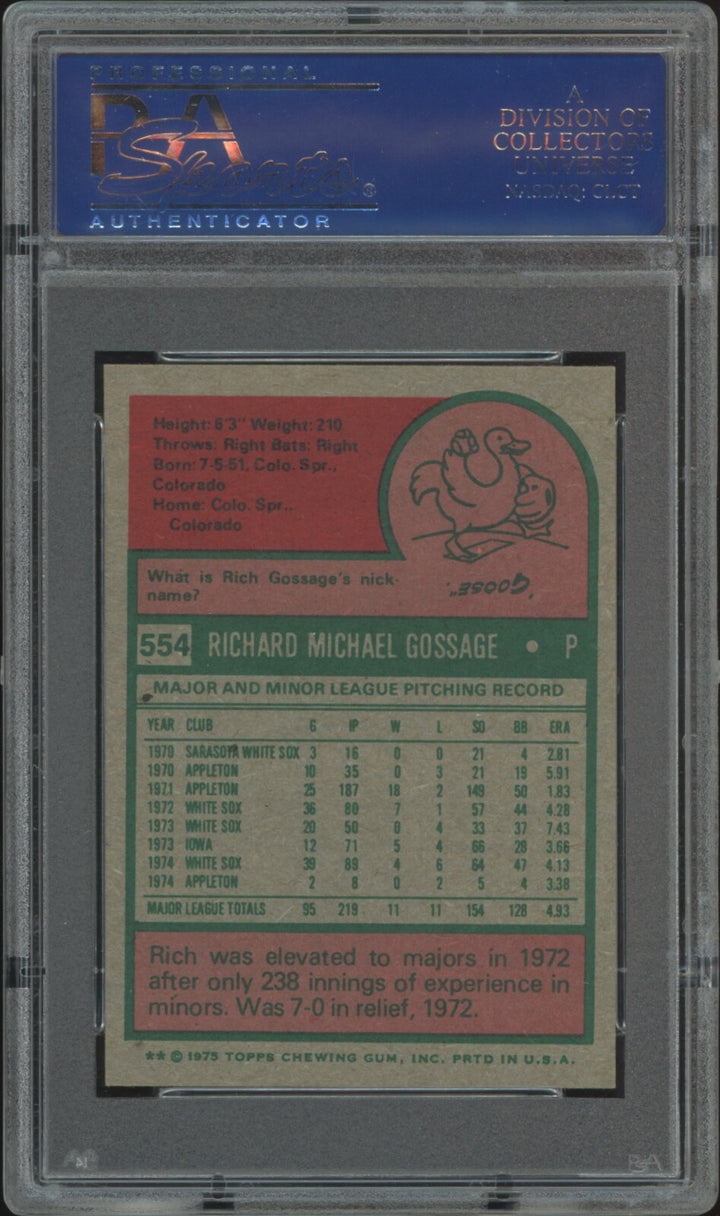 PROFESSIONAL
PSA
Sports®
AUTHENTICATOR
A
DIVISION OF
COLLECTORS
UNIVERSE
NASDAQ: CLCT
Height: 6'3" Weight: 210
Throws: Right Bats: Right
Born: 7-5-51, Colo. Spr.,
Colorado
Home: Colo. Spr.,
Colorado
What is Rich Gossage's nick-
name?
"Goose".
554 RICHARD MICHAEL GOSSAGE • P
MAJOR AND MINOR LEAGUE PITCHING RECORD
YEAR CLUB G IP W L SO BB ERA
1970 SARASOTA WHITE SOX 3 16 0 0 21 4 2.81
1970 APPLETON 10 35 0 3 21 19 5.91
1971 APPLETON 25 187 18 2 149 50 1.83
1972 WHITE SOX 36 80 7 1 57 44 4.28
1973 WHITE SOX 20 50 0 4 33 37 7.43
1973 IOWA 12 71 5 4 66 28 3.66
1974 WHITE SOX 39 89 4 6 64 47 4.13
1974 APPLETON 2 8 0 2 5 4 3.38
MAJOR LEAGUE TOTALS 95 219 11 11 154 128 4.93
Rich was elevated to majors in 1972
after only 238 innings of experience in
minors. Was 7-0 in relief, 1972.
** © 1975 TOPPS CHEWING GUM, INC. PRTD IN U.S.A.
PSA
PSA